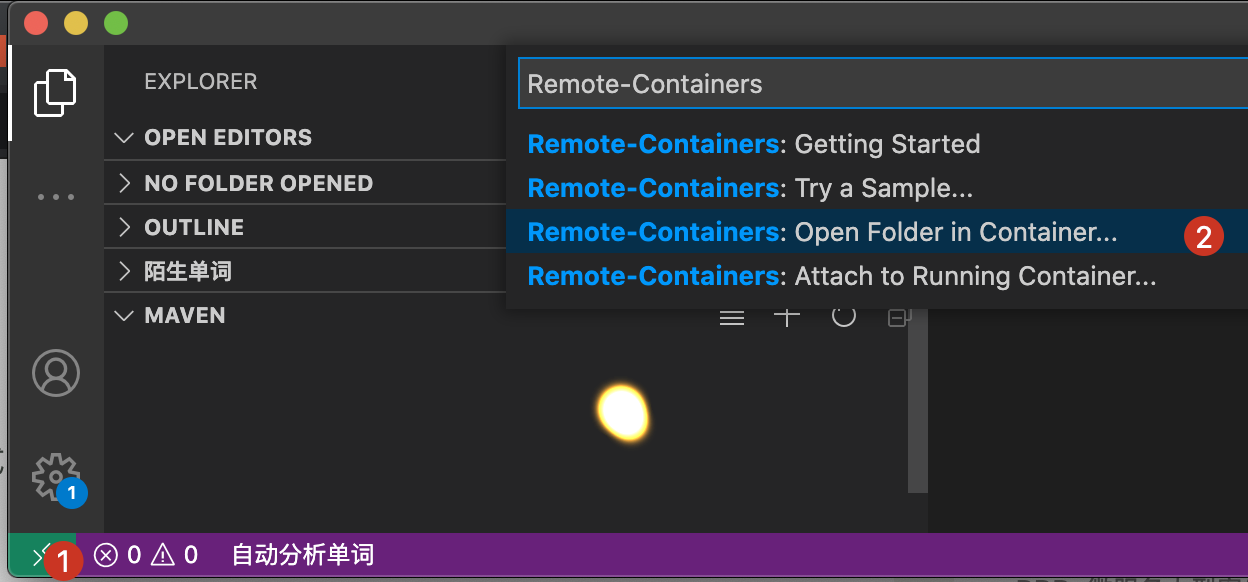 EXPLORER
OPEN EDITORS
NO FOLDER OPENED
OUTLINE
陌生单词
MAVEN
Remote-Containers
Remote-Containers: Getting Started
Remote-Containers: Try a Sample...
Remote-Containers: Open Folder in Container...
2
Remote-Containers: Attach to Running Container...
1
1
0 0 自动分析单词